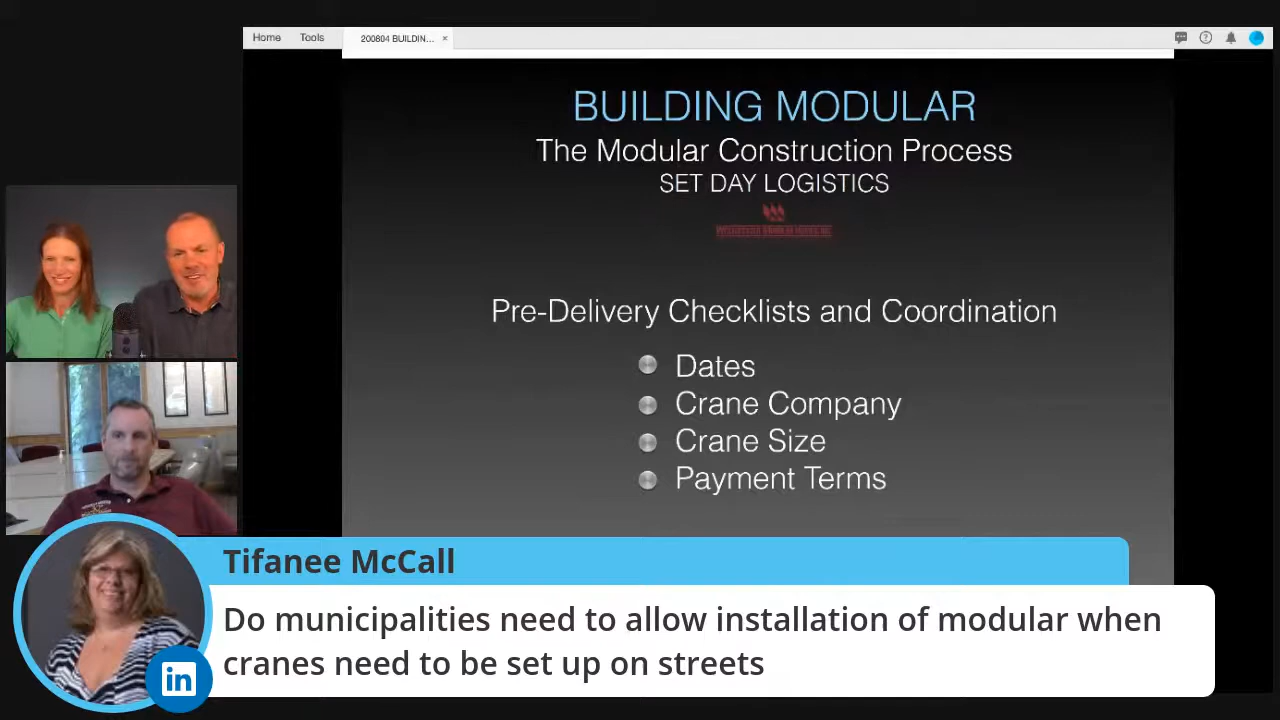 Home Tools 200804 BUILDIN... ×
BUILDING MODULAR
The Modular Construction Process
SET DAY LOGISTICS
Pre-Delivery Checklists and Coordination
Dates
Crane Company
Crane Size
Payment Terms
Tifanee McCall
Do municipalities need to allow installation of modular when
cranes need to be set up on streets
in